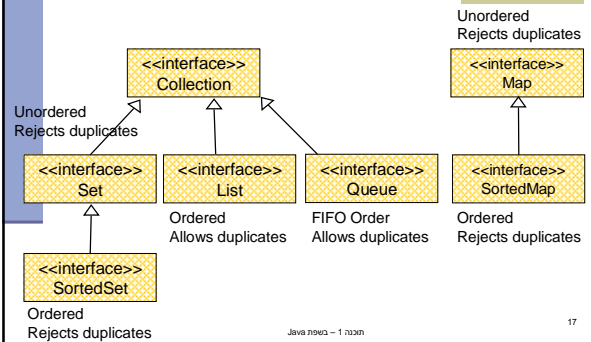 Unordered
Rejects duplicates
<<interface>>
Collection
<<interface>>
Map
Unordered
Rejects duplicates
<<interface>>
Set
<<interface>>
List
<<interface>>
Queue
<<interface>>
SortedMap
Ordered
Allows duplicates
FIFO Order
Allows duplicates
Ordered
Rejects duplicates
<<interface>>
SortedSet
Ordered
Rejects duplicates
תוכנה 1 – בשפת Java
17